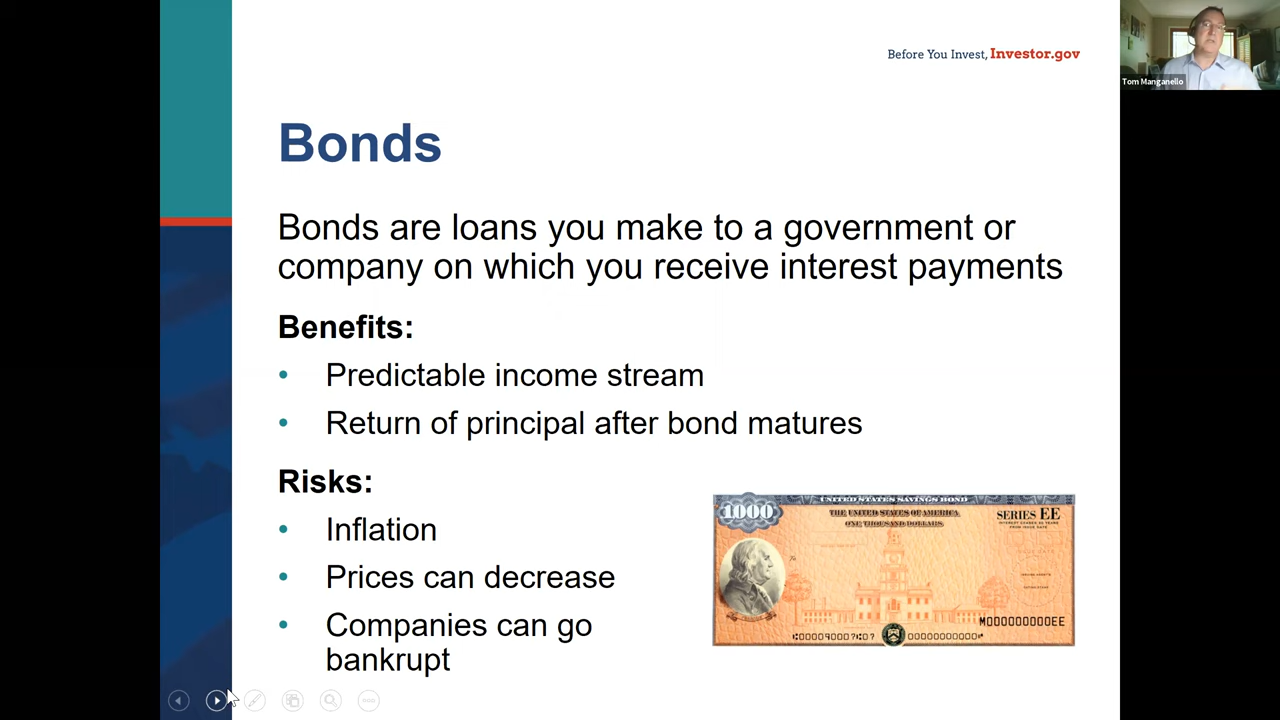 Before You Invest, Investor.gov
Tom Manganello
Bonds
Bonds are loans you make to a government or
company on which you receive interest payments
Benefits:
• Predictable income stream
• Return of principal after bond matures
Risks:
• Inflation
• Prices can decrease
• Companies can go
bankrupt
UNITED STATES SAVINGS BOND
1000
THE UNITED STATES OF AMERICA
ONE THOUSAND DOLLARS
SERIES EE
M000000000EE